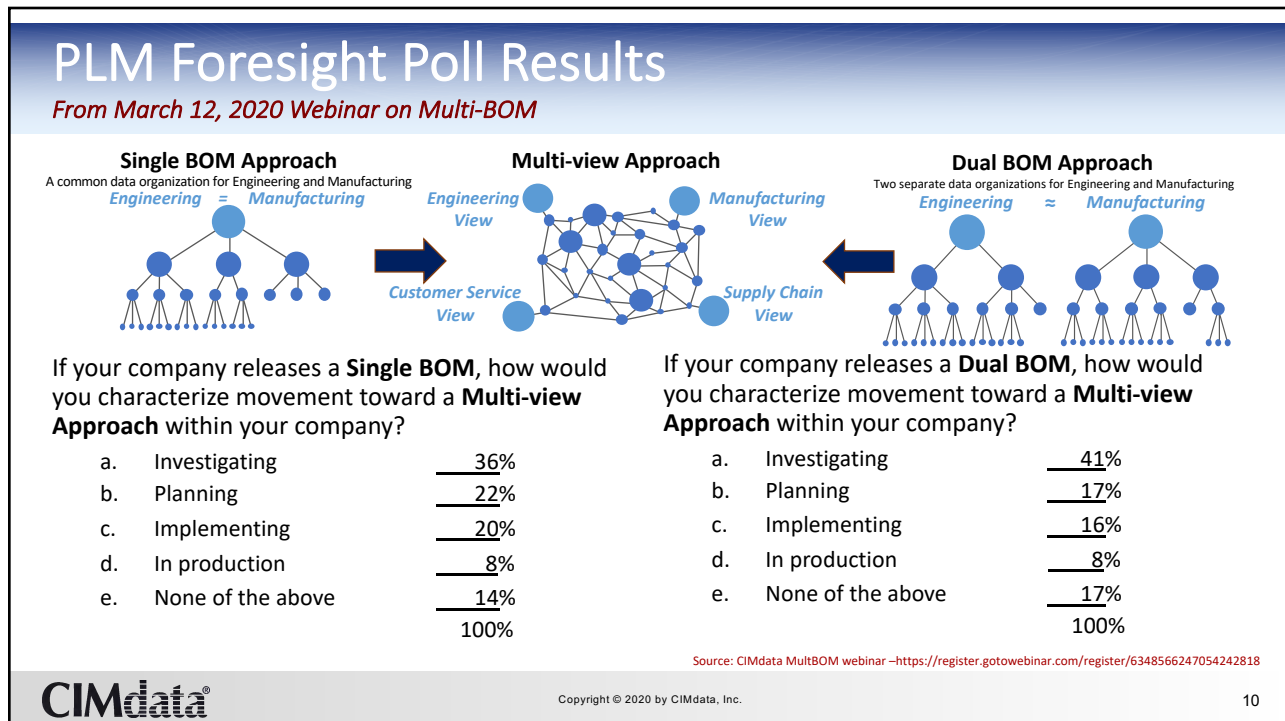 PLM Foresight Poll Results
From March 12, 2020 Webinar on Multi-BOM
Single BOM Approach
A common data organization for Engineering and Manufacturing
Engineering = Manufacturing
Multi-view Approach
Engineering
View
Manufacturing
View
Customer Service
View
Supply Chain
View
Dual BOM Approach
Two separate data organizations for Engineering and Manufacturing
Engineering ≈ Manufacturing
If your company releases a Single BOM, how would
you characterize movement toward a Multi-view
Approach within your company?
a. Investigating 36%
b. Planning 22%
c. Implementing 20%
d. In production 8%
e. None of the above 14%
100%
If your company releases a Dual BOM, how would
you characterize movement toward a Multi-view
Approach within your company?
a. Investigating 41%
b. Planning 17%
c. Implementing 16%
d. In production 8%
e. None of the above 17%
100%
Source: CIMdata MultBOM webinar –https://register.gotowebinar.com/register/6348566247054242818
CIMdata®
Copyright © 2020 by CIMdata, Inc.
10